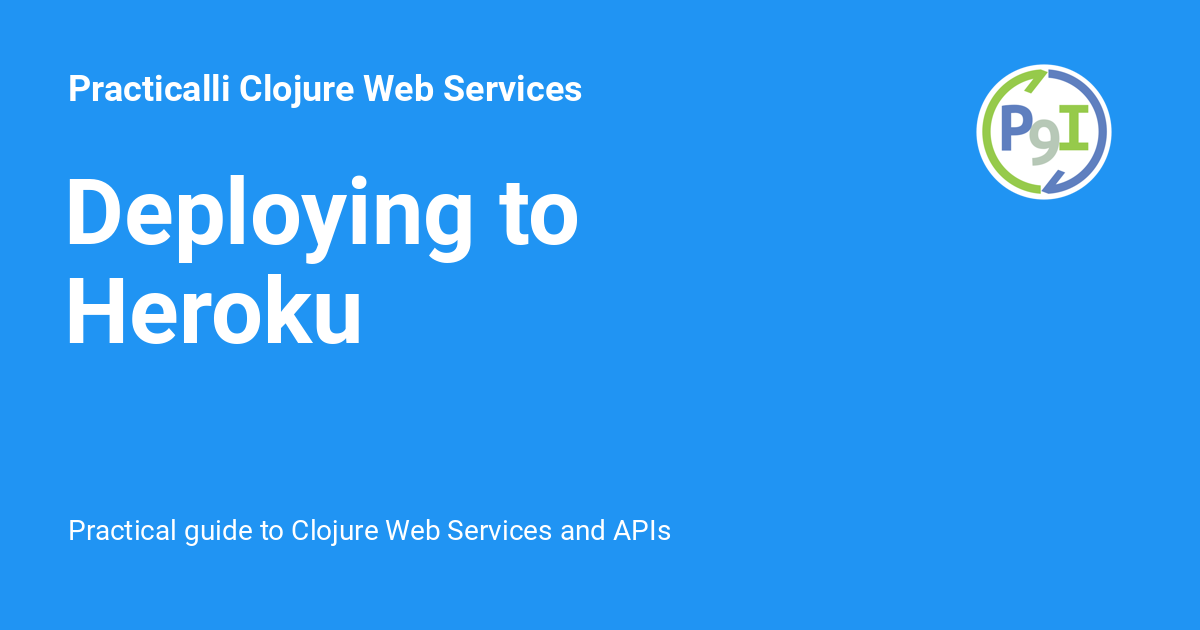 Practicalli Clojure Web Services
P9I
Deploying to
Heroku
Practical guide to Clojure Web Services and APIs